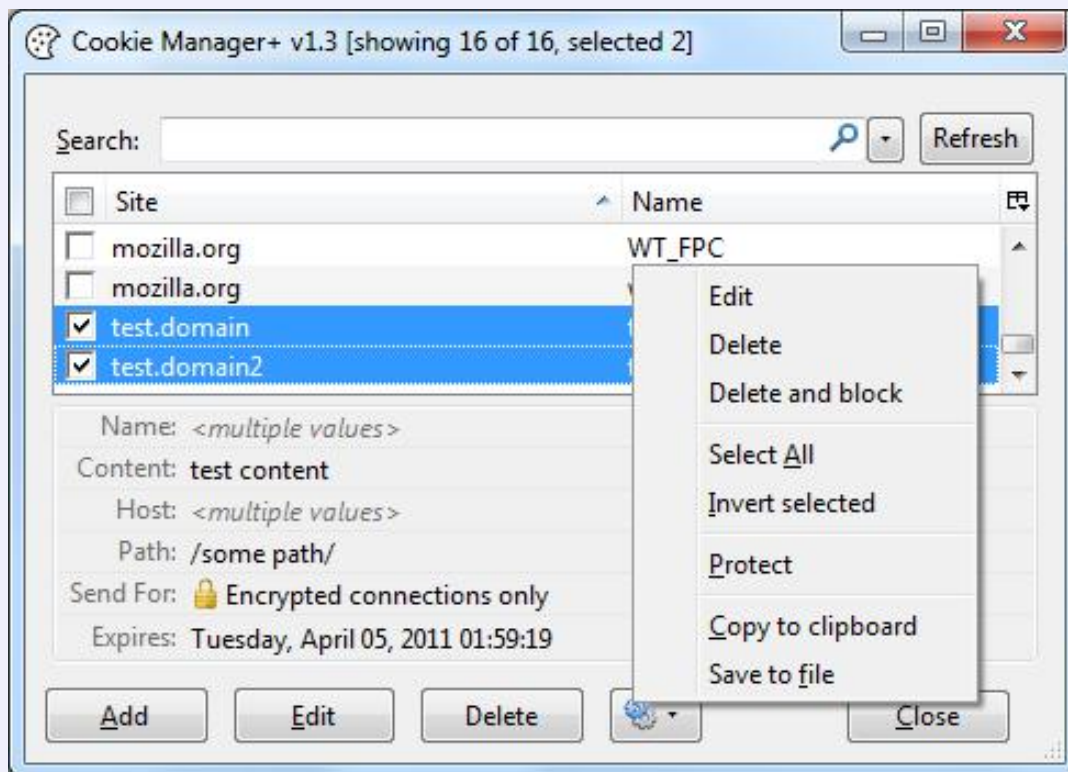 Cookie Manager+ v1.3 [showing 16 of 16, selected 2]
Search:
Refresh
Site Name
mozilla.org WT_FPC
mozilla.org
test.domain
test.domain2
Edit
Delete
Delete and block
Select All
Invert selected
Protect
Copy to clipboard
Save to file
Name: <multiple values>
Content: test content
Host: <multiple values>
Path: /some path/
Send For: Encrypted connections only
Expires: Tuesday, April 05, 2011 01:59:19
Add Edit Delete Close